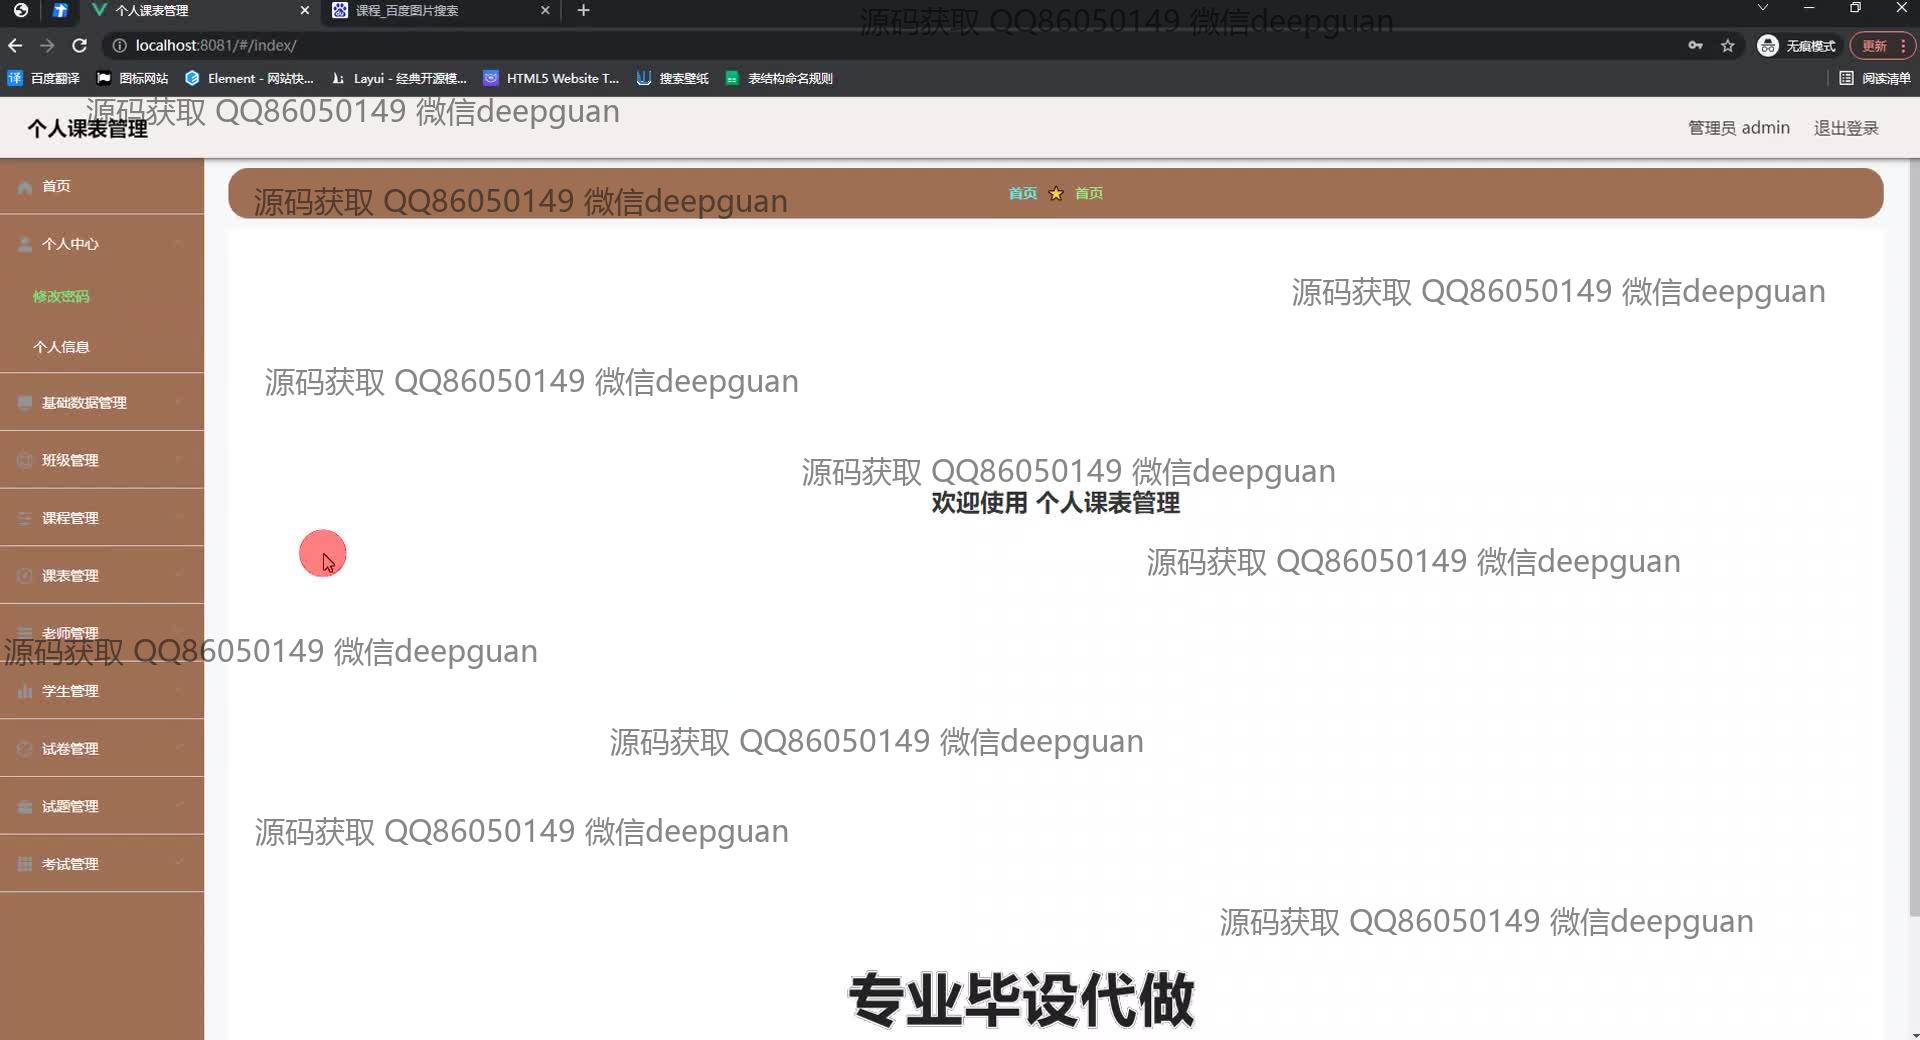 个人课表管理
课程_百度图片搜索
源码获取 QQ86050149 微信deepguan
localhost:8081/#/index/
无痕模式
更新
百度翻译
图标网站
Element - 网站快...
Layui - 经典开源模...
HTML5 Website T...
搜索壁纸
表结构命名规则
阅读清单
源码获取 QQ86050149 微信deepguan
个人课表管理
管理员 admin
退出登录
首页
源码获取 QQ86050149 微信deepguan
首页 首页
个人中心
修改密码
源码获取 QQ86050149 微信deepguan
个人信息
源码获取 QQ86050149 微信deepguan
基础数据管理
班级管理
源码获取 QQ86050149 微信deepguan
欢迎使用 个人课表管理
课程管理
源码获取 QQ86050149 微信deepguan
课表管理
老师管理
源码获取 QQ86050149 微信deepguan
学生管理
源码获取 QQ86050149 微信deepguan
试卷管理
试题管理
源码获取 QQ86050149 微信deepguan
考试管理
源码获取 QQ86050149 微信deepguan
专业毕设代做